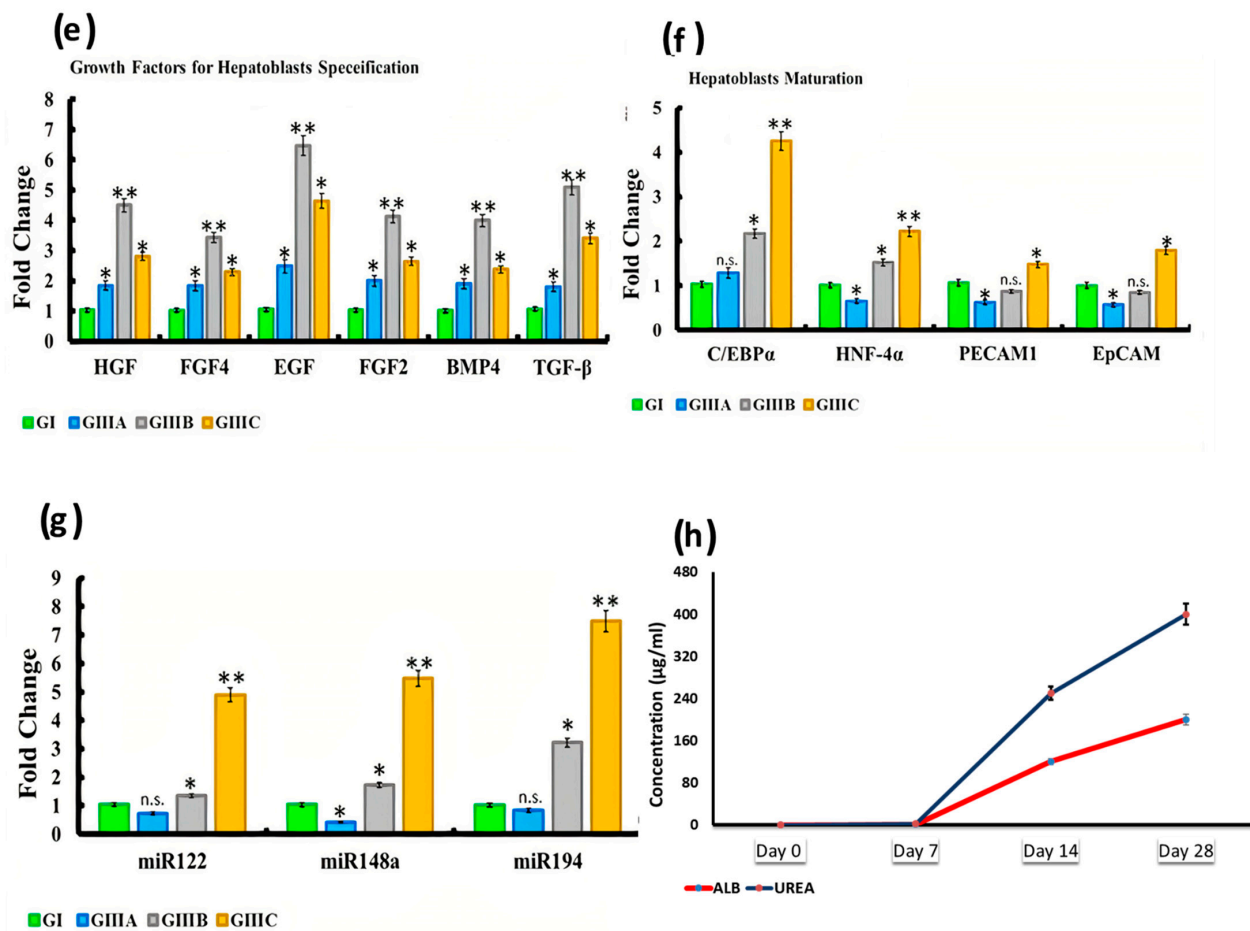 (e)
Growth Factors for Hepatoblasts Speceification
Fold Change
8
7
6
5
4
3
2
1
0
* ** *
* ** *
* ** *
* ** *
* ** *
* ** *
HGF FGF4 EGF FGF2 BMP4 TGF-β
GI GIIIA GIIIB GIIIC
(f)
Hepatoblasts Maturation
Fold Change
5
4
3
2
1
0
n.s. * **
* * **
* n.s. *
* n.s. *
C/EBPα HNF-4α PECAM1 EpCAM
GI GIIIA GIIIB GIIIC
(g)
Fold Change
9
8
7
6
5
4
3
2
1
0
n.s. * **
* * **
n.s. * **
miR122 miR148a miR194
GI GIIIA GIIIB GIIIC
(h)
Concentration (µg/ml)
480
400
320
240
160
80
0
Day 0 Day 7 Day 14 Day 28
ALB UREA